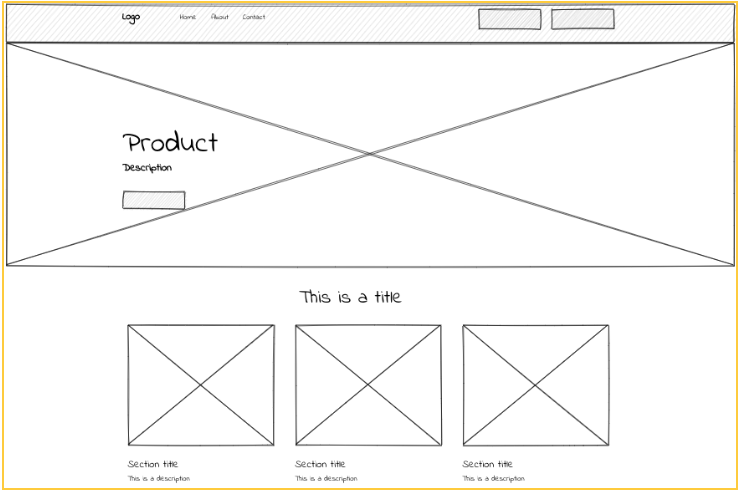 Logo Home About Contact
Product
Description
This is a title
Section title Section title Section title
This is a description This is a description This is a description